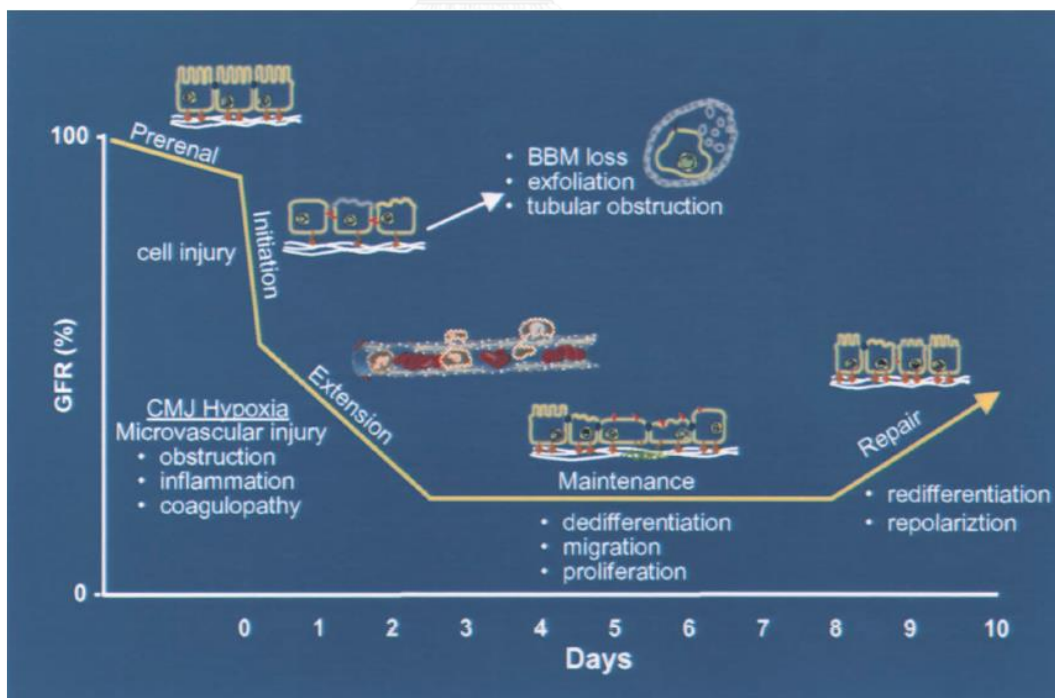 100
Prerenal
• BBM loss
• exfoliation
• tubular obstruction
cell injury
Initiation
GFR (%)
Extension
CMJ Hypoxia
Microvascular injury
• obstruction
• inflammation
• coagulopathy
Maintenance
• dedifferentiation
• migration
• proliferation
Repair
• redifferentiation
• repolariztion
0
0 1 2 3 4 5 6 7 8 9 10
Days